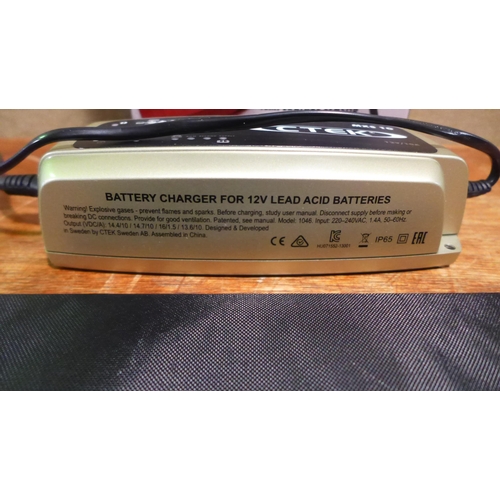 CTEK
MXS 10
BATTERY CHARGER FOR 12V LEAD ACID BATTERIES
Warning! Explosive gases - prevent flames and sparks. Before charging, study user manual. Disconnect supply before making or
breaking DC connections. Provide for good ventilation. Patented, see manual. Model: 1046. Input: 220-240VAC, 1.4A, 50-60Hz.
Output (VDC/A): 14.4/10 / 14.7/10 / 16/1.5 / 13.6/10. Designed & Developed
in Sweden by CTEK Sweden AB. Assembled in China.
IP65 EAC